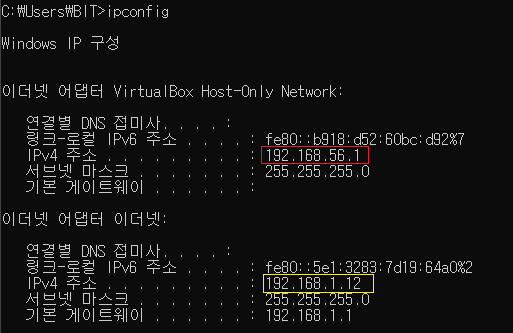 C:₩Users₩BIT>ipconfig
Windows IP 구성
이더넷 어댑터 VirtualBox Host-Only Network:
연결별 DNS 접미사. . . . :
링크-로컬 IPv6 주소 . . . . : fe80::b918:d52:60bc:d92%7
IPv4 주소 . . . . . . . . . : 192.168.56.1
서브넷 마스크 . . . . . . . : 255.255.255.0
기본 게이트웨이 . . . . . . :
이더넷 어댑터 이더넷:
연결별 DNS 접미사. . . . :
링크-로컬 IPv6 주소 . . . . : fe80::5e1:3283:7d19:64a0%2
IPv4 주소 . . . . . . . . . : 192.168.1.12
서브넷 마스크 . . . . . . . : 255.255.255.0
기본 게이트웨이 . . . . . . : 192.168.1.1